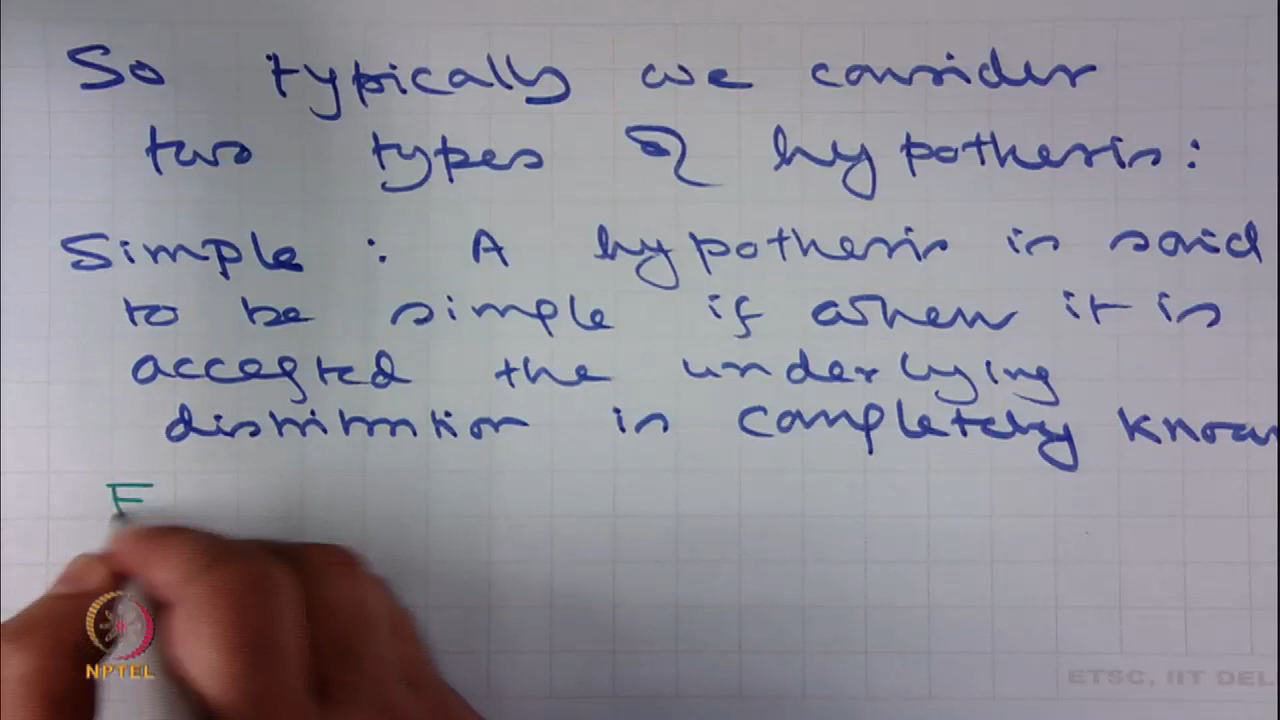 So typically we consider
two types of hypothesis:
Simple : A hypothesis is said
to be simple if when it is
accepted the underlying
distribution is completely know
E
NPTEL
ETSC, IIT DEL